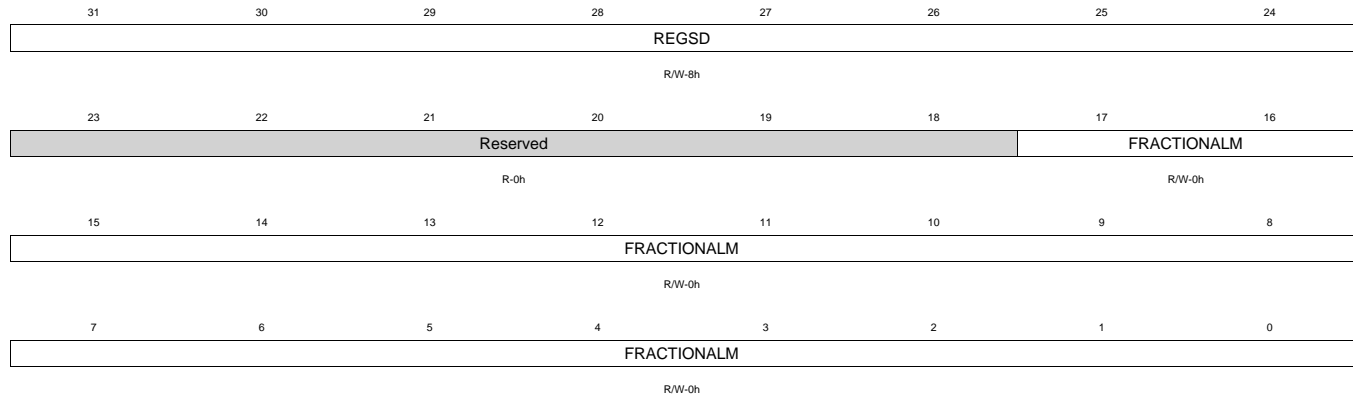 31 30 29 28 27 26 25 24
REGSD
R/W-8h
23 22 21 20 19 18 17 16
Reserved FRACTIONALM
R-0h R/W-0h
15 14 13 12 11 10 9 8
FRACTIONALM
R/W-0h
7 6 5 4 3 2 1 0
FRACTIONALM
R/W-0h